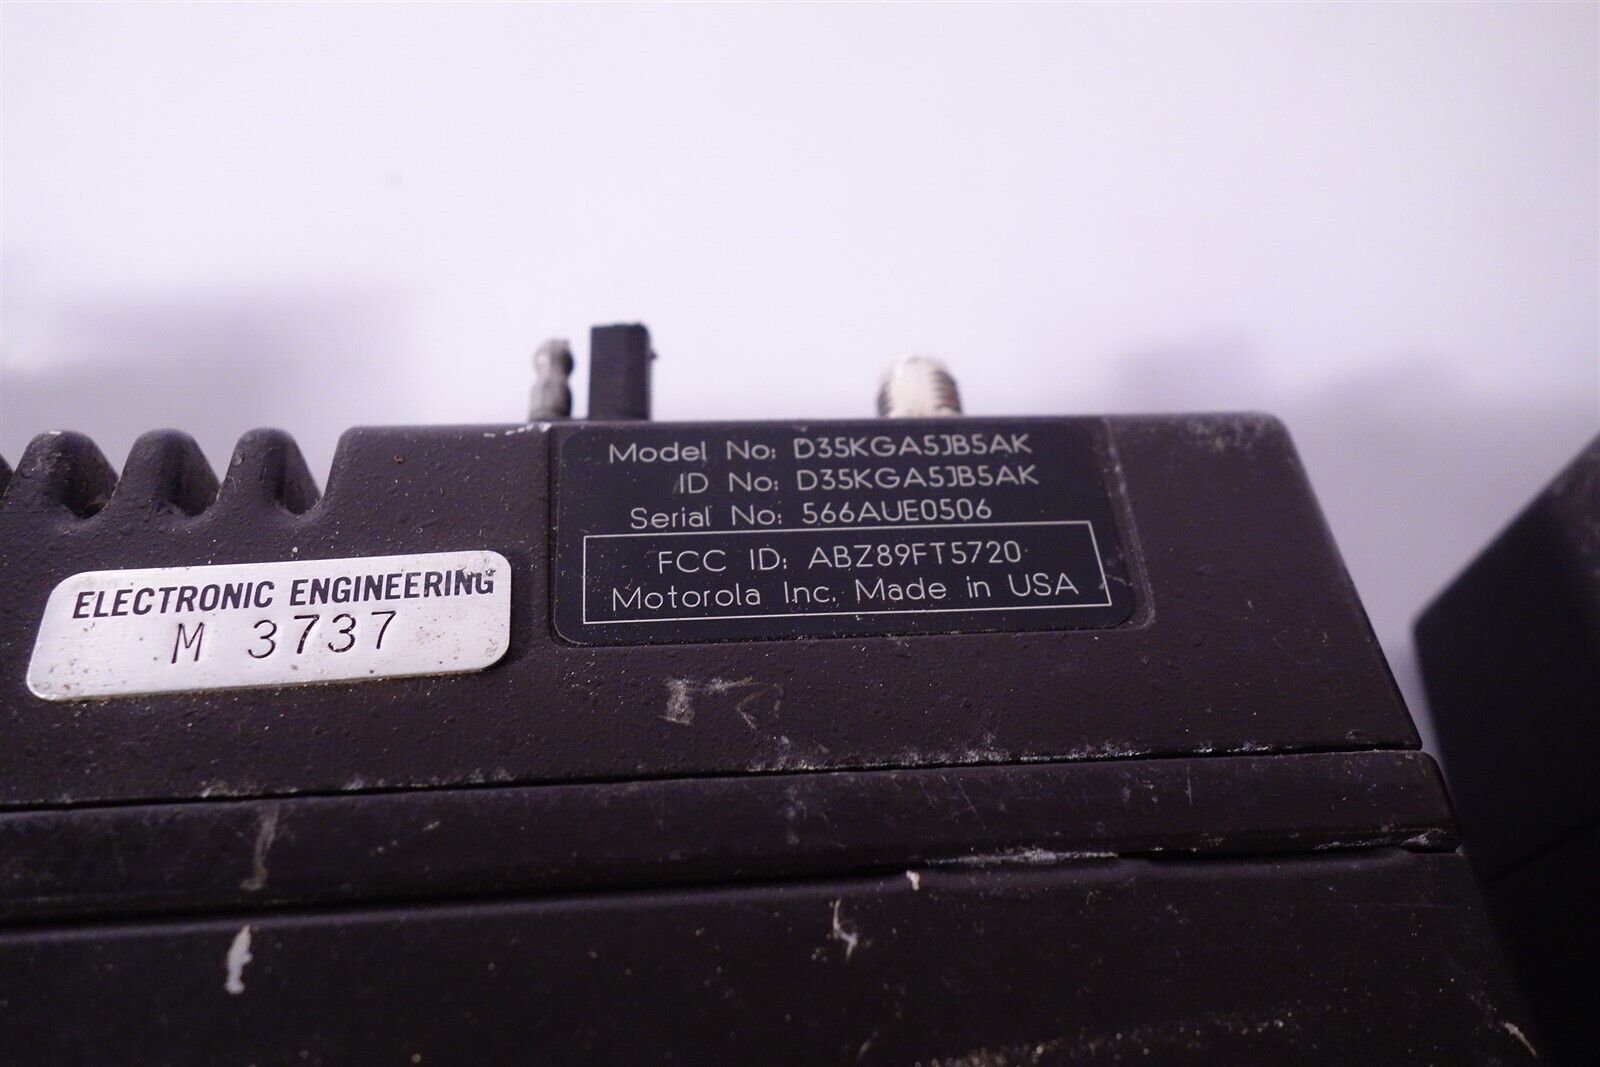 Model No: D35KGA5JB5AK
ID No: D35KGA5JB5AK
Serial No: 566AUE0506
FCC ID: ABZ89FT5720
Motorola Inc. Made in USA
ELECTRONIC ENGINEERING
M 3737